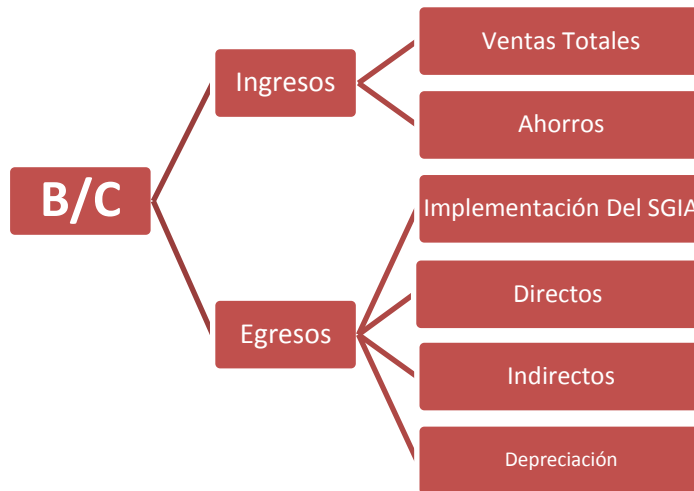 B/C
Ingresos
Ventas Totales
Ahorros
Egresos
Implementación Del SGIA
Directos
Indirectos
Depreciación